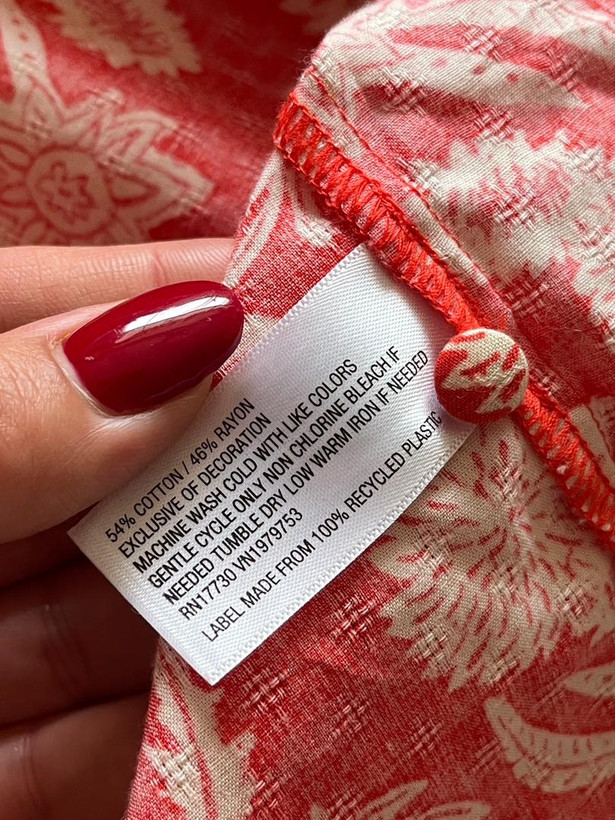 54% COTTON / 46% RAYON
EXCLUSIVE OF DECORATION
MACHINE WASH COLD WITH LIKE COLORS
GENTLE CYCLE ONLY NON CHLORINE BLEACH IF
NEEDED TUMBLE DRY LOW WARM IRON IF NEEDED
RN17730 VN1979753
LABEL MADE FROM 100% RECYCLED PLASTIC